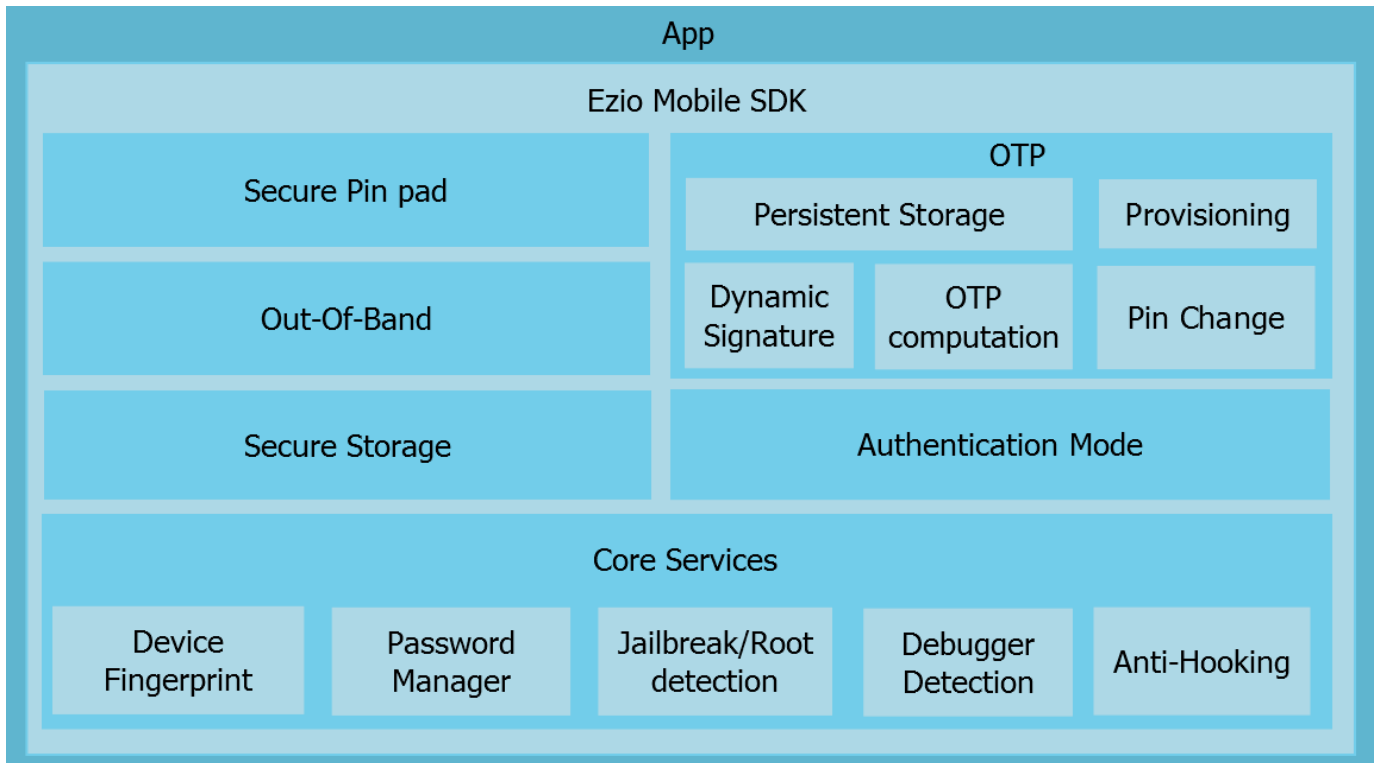 App
Ezio Mobile SDK
Secure Pin pad
Out-Of-Band
Secure Storage
OTP
Persistent Storage
Provisioning
Dynamic
Signature
OTP
computation
Pin Change
Authentication Mode
Core Services
Device
Fingerprint
Password
Manager
Jailbreak/Root
detection
Debugger
Detection
Anti-Hooking